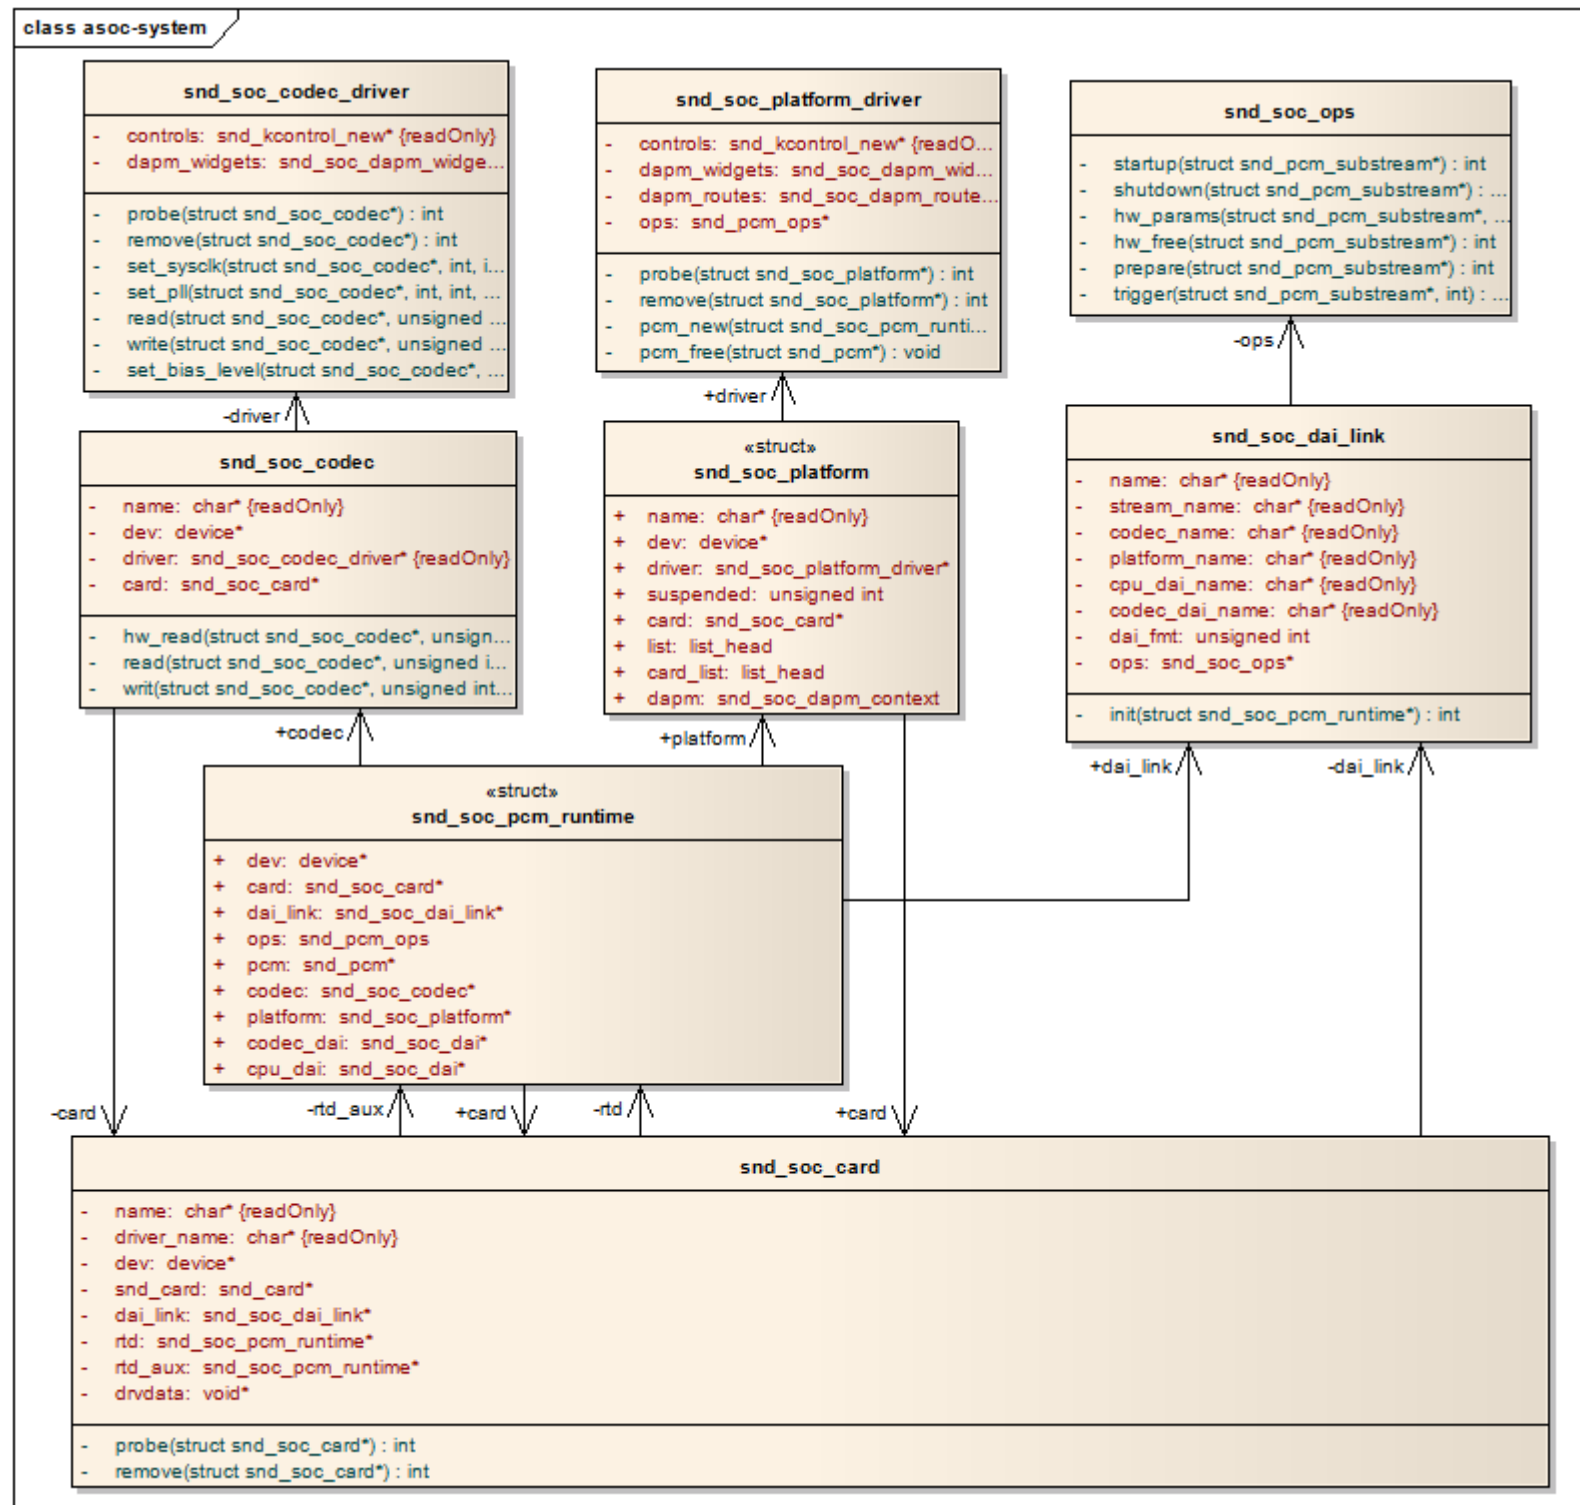 class asoc-system
snd_soc_codec_driver
- controls: snd_kcontrol_new* {readOnly}
- dapm_widgets: snd_soc_dapm_widge...
- probe(struct snd_soc_codec*) : int
- remove(struct snd_soc_codec*) : int
- set_sysclk(struct snd_soc_codec*, int, i...
- set_pll(struct snd_soc_codec*, int, int, ...
- read(struct snd_soc_codec*, unsigned ...
- write(struct snd_soc_codec*, unsigned ...
- set_bias_level(struct snd_soc_codec*, ...
snd_soc_platform_driver
- controls: snd_kcontrol_new* {readO...
- dapm_widgets: snd_soc_dapm_wid...
- dapm_routes: snd_soc_dapm_route...
- ops: snd_pcm_ops*
- probe(struct snd_soc_platform*) : int
- remove(struct snd_soc_platform*) : int
- pcm_new(struct snd_soc_pcm_runti...
- pcm_free(struct snd_pcm*) : void
snd_soc_ops
- startup(struct snd_pcm_substream*) : int
- shutdown(struct snd_pcm_substream*) : ...
- hw_params(struct snd_pcm_substream*, ...
- hw_free(struct snd_pcm_substream*) : int
- prepare(struct snd_pcm_substream*) : int
- trigger(struct snd_pcm_substream*, int) : ...
-driver
+driver
-ops
snd_soc_codec
- name: char* {readOnly}
- dev: device*
- driver: snd_soc_codec_driver* {readOnly}
- card: snd_soc_card*
- hw_read(struct snd_soc_codec*, unsign...
- read(struct snd_soc_codec*, unsigned i...
- writ(struct snd_soc_codec*, unsigned int...
«struct»
snd_soc_platform
+ name: char* {readOnly}
+ dev: device*
+ driver: snd_soc_platform_driver*
+ suspended: unsigned int
+ card: snd_soc_card*
+ list: list_head
+ card_list: list_head
+ dapm: snd_soc_dapm_context
snd_soc_dai_link
- name: char* {readOnly}
- stream_name: char* {readOnly}
- codec_name: char* {readOnly}
- platform_name: char* {readOnly}
- cpu_dai_name: char* {readOnly}
- codec_dai_name: char* {readOnly}
- dai_fmt: unsigned int
- ops: snd_soc_ops*
- init(struct snd_soc_pcm_runtime*) : int
+codec
+platform
+dai_link
-dai_link
«struct»
snd_soc_pcm_runtime
+ dev: device*
+ card: snd_soc_card*
+ dai_link: snd_soc_dai_link*
+ ops: snd_pcm_ops
+ pcm: snd_pcm*
+ codec: snd_soc_codec*
+ platform: snd_soc_platform*
+ codec_dai: snd_soc_dai*
+ cpu_dai: snd_soc_dai*
-card
-rtd_aux
+card
-rtd
+card
snd_soc_card
- name: char* {readOnly}
- driver_name: char* {readOnly}
- dev: device*
- snd_card: snd_card*
- dai_link: snd_soc_dai_link*
- rtd: snd_soc_pcm_runtime*
- rtd_aux: snd_soc_pcm_runtime*
- drvdata: void*
- probe(struct snd_soc_card*) : int
- remove(struct snd_soc_card*) : int